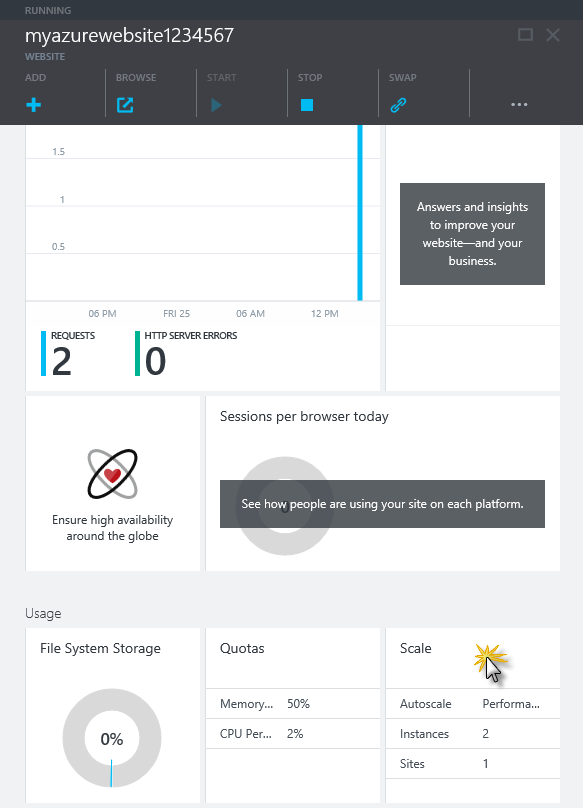 RUNNING
myazurewebsite1234567
WEBSITE
ADD
BROWSE
START
STOP
SWAP
1.5
1
0.5
06 PM
FRI 25
06 AM
12 PM
REQUESTS
2
HTTP SERVER ERRORS
0
Answers and insights
to improve your
website—and your
business.
Ensure high availability
around the globe
Sessions per browser today
See how people are using your site on each platform.
Usage
File System Storage
0%
Quotas
Memory... 50%
CPU Per... 2%
Scale
Autoscale Performa...
Instances 2
Sites 1